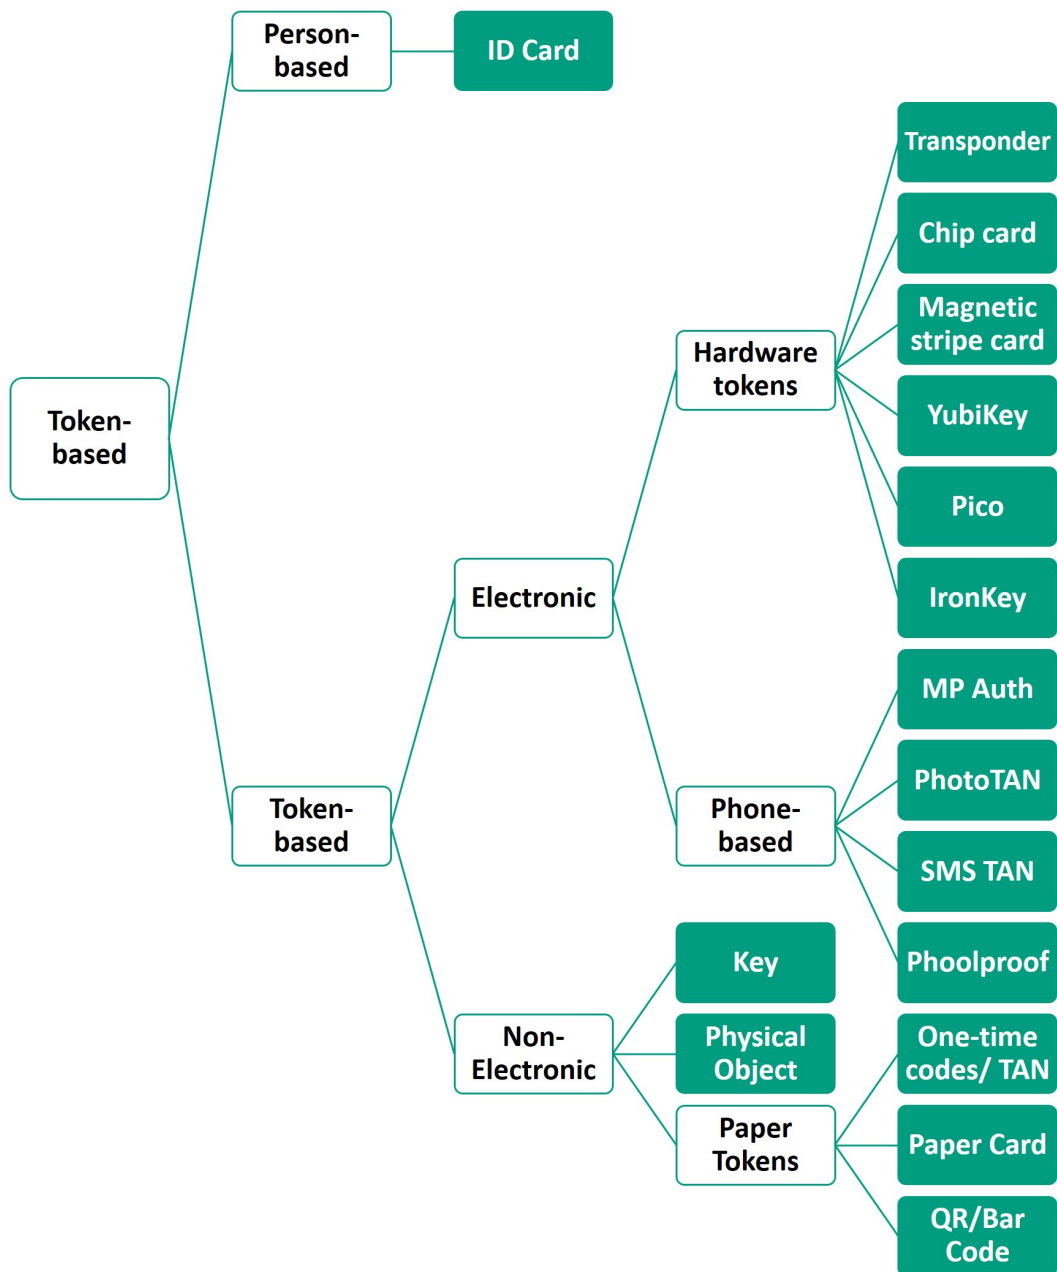 Person-
based
ID Card
Transponder
Chip card
Magnetic
stripe card
Hardware
tokens
YubiKey
Token-
based
Pico
Electronic
IronKey
MP Auth
PhotoTAN
Token-
based
Phone-
based
SMS TAN
Key
Phoolproof
Non-
Electronic
Physical
Object
One-time
codes/ TAN
Paper
Tokens
Paper Card
QR/Bar
Code